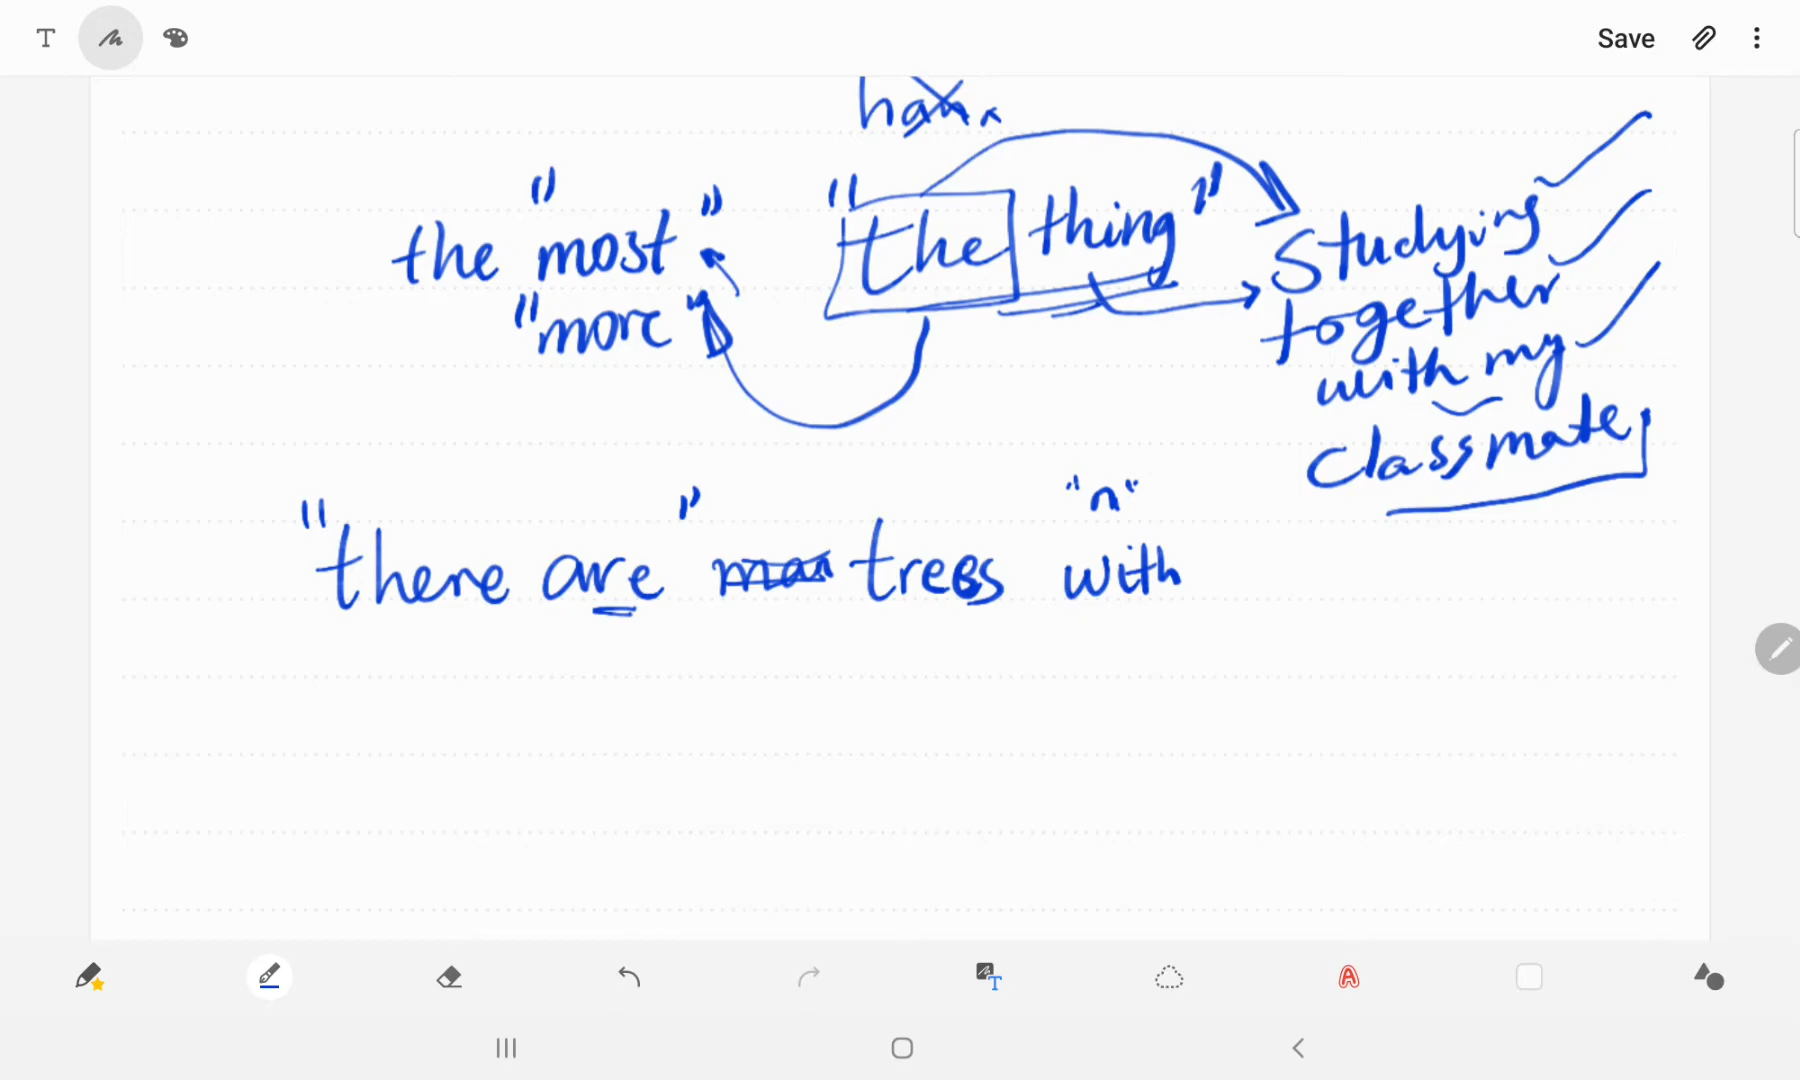 T Save
han
the "most" "the thing" Studying
"more" together
with my
classmate
"there are" trees with
"n"
A